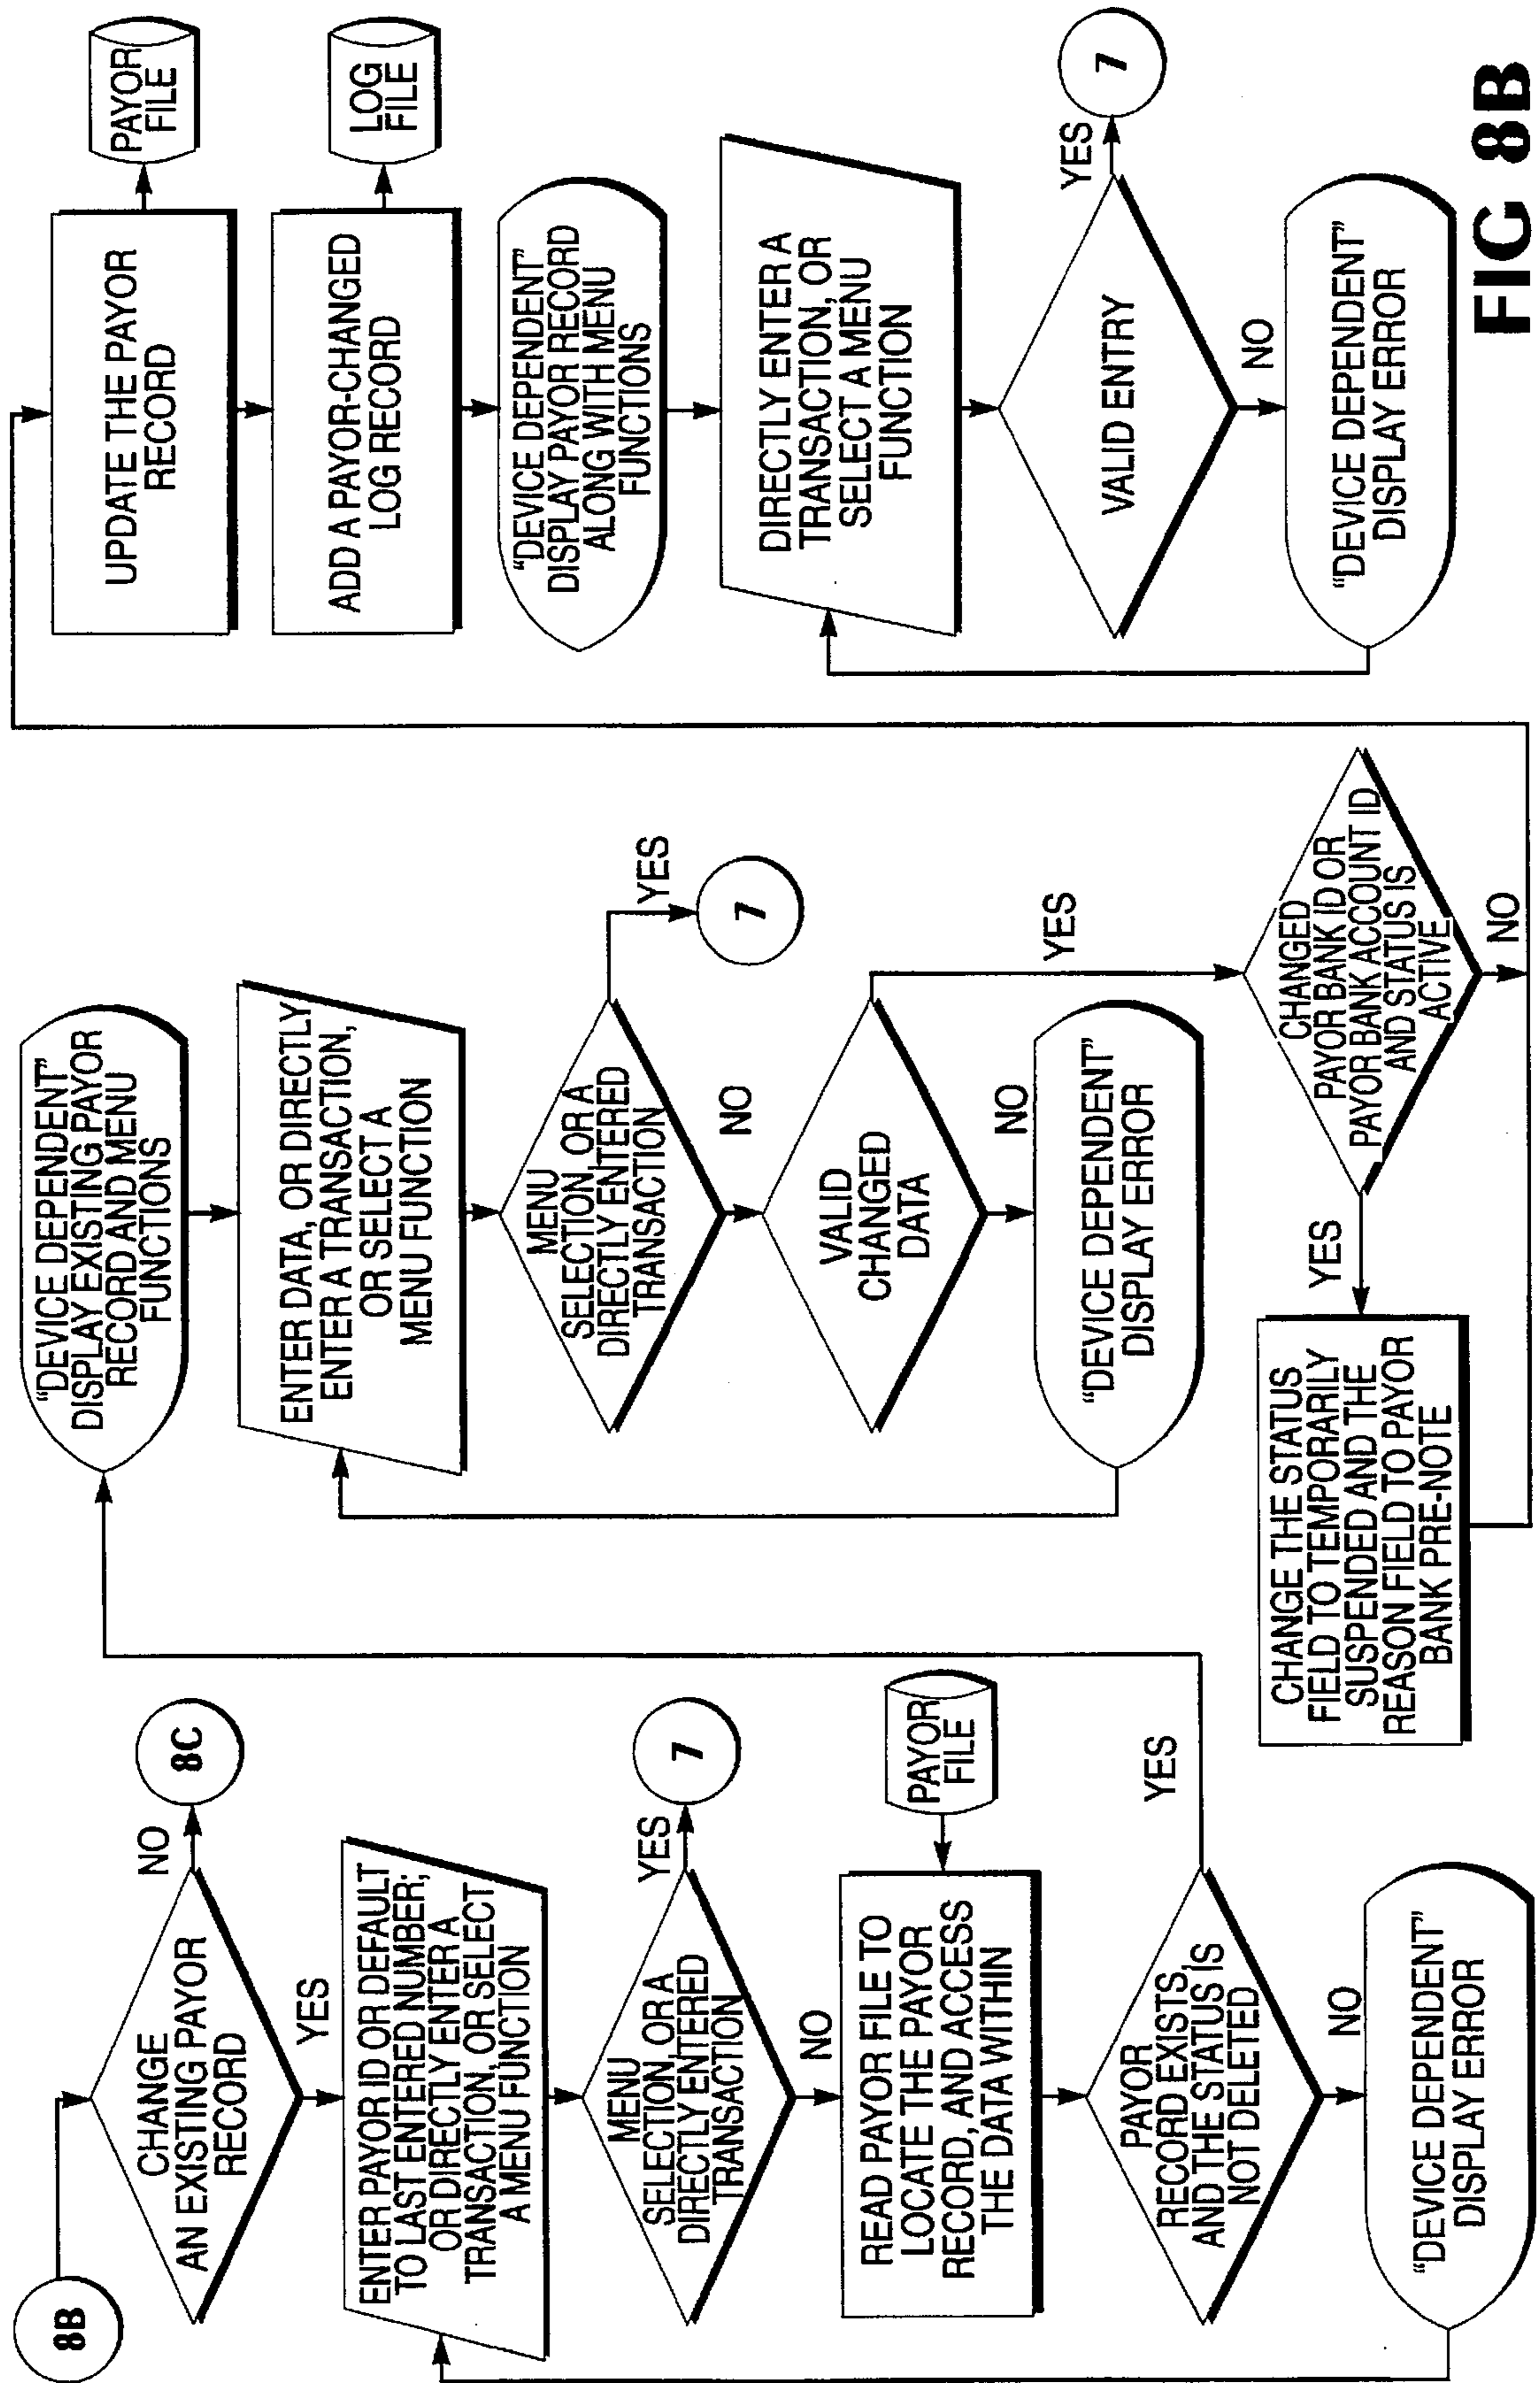 8B
CHANGE
AN EXISTING PAYOR
RECORD
NO
8C
YES
ENTER PAYOR ID OR DEFAULT
TO LAST ENTERED NUMBER;
OR DIRECTLY ENTER A
TRANSACTION, OR SELECT
A MENU FUNCTION
MENU
SELECTION, OR A
DIRECTLY ENTERED
TRANSACTION
YES
7
NO
READ PAYOR FILE TO
LOCATE THE PAYOR
RECORD, AND ACCESS
THE DATA WITHIN
PAYOR
FILE
PAYOR
RECORD EXISTS,
AND THE STATUS IS
NOT DELETED
YES
NO
"DEVICE DEPENDENT"
DISPLAY ERROR
"DEVICE DEPENDENT"
DISPLAY EXISTING PAYOR
RECORD AND MENU
FUNCTIONS
ENTER DATA, OR DIRECTLY
ENTER A TRANSACTION,
OR SELECT A
MENU FUNCTION
MENU
SELECTION, OR A
DIRECTLY ENTERED
TRANSACTION
YES
7
NO
VALID
CHANGED
DATA
YES
NO
"DEVICE DEPENDENT"
DISPLAY ERROR
CHANGED
PAYOR BANK ID OR
PAYOR BANK ACCOUNT ID
AND STATUS IS
ACTIVE
YES
NO
CHANGE THE STATUS
FIELD TO TEMPORARILY
SUSPENDED AND THE
REASON FIELD TO PAYOR
BANK PRE-NOTE
UPDATE THE PAYOR
RECORD
PAYOR
FILE
ADD A PAYOR-CHANGED
LOG RECORD
LOG
FILE
"DEVICE DEPENDENT"
DISPLAY PAYOR RECORD
ALONG WITH MENU
FUNCTIONS
DIRECTLY ENTER A
TRANSACTION, OR
SELECT A MENU
FUNCTION
VALID ENTRY
YES
7
NO
"DEVICE DEPENDENT"
DISPLAY ERROR
FIG 8B